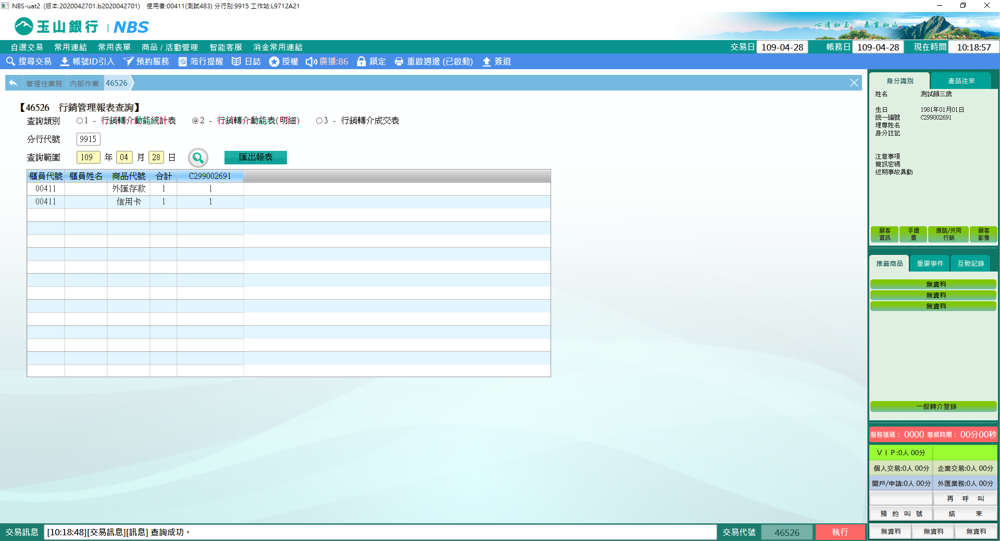 NBS-uat2 (版本:2020042701.b2020042701) 使用者:00411(測試483) 分行別:9915 工作站:L9712A21
玉山銀行 | NBS
心清如玉。 義重如山。
自選交易 常用連結 常用表單 商品 / 活動管理 智能客服 消金常用連結 交易日 109-04-28 帳務日 109-04-28 現在時間 10:18:57
搜尋交易 帳號ID引入 預約服務 蒞行提醒 日誌 授權 廣播:86 鎖定 重啟週邊 (已啟動) 簽退
管理性業務 內部作業 46526
【46526 行銷管理報表查詢】
查詢類別 1 - 行銷轉介動能統計表 2 - 行銷轉介動能表(明細) 3 - 行銷轉介成交表
分行代號 9915
查詢範圍 109 年 04 月 28 日 匯出報表
櫃員代號 櫃員姓名 商品代號 合計 C299002691
00411 外匯存款 1 1
00411 信用卡 1 1
身分識別 產品往來
姓名 測試顏三歲
生日 1981年01月01日
統一編號 C299002691
理專姓名
身分註記
注意事項
簡訊密碼
近期事故異動
顧客資訊 手續費 通路/共同行銷 顧客影像
推薦商品 重要事件 互動記錄
無資料
無資料
無資料
一般轉介登錄
服務號碼: 0000 等候時間: 00分00秒
VIP:0人 00分
個人交易:0人 00分 企業交易:0人 00分
開戶/申請:0人 00分 外匯業務:0人 00分
再 呼 叫
預 約 叫 號 結 束
無資料 無資料 無資料
交易訊息 [10:18:48][交易訊息][訊息] 查詢成功。 交易代號 46526 執行